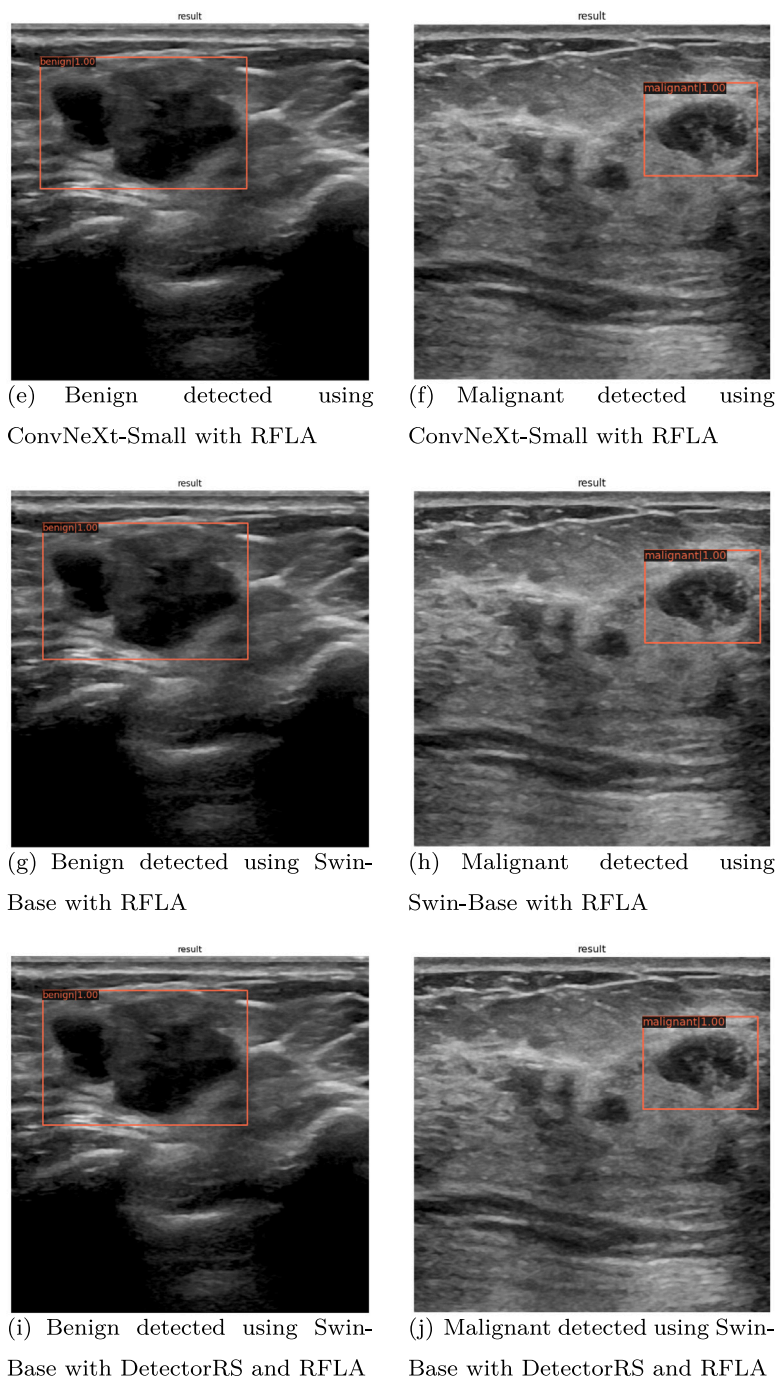 result
result
benign|1.00
malignant|1.00
(e) Benign detected using
ConvNeXt-Small with RFLA
(f) Malignant detected using
ConvNeXt-Small with RFLA
result
result
benign|1.00
malignant|1.00
(g) Benign detected using Swin-
Base with RFLA
(h) Malignant detected using
Swin-Base with RFLA
result
result
benign|1.00
malignant|1.00
(i) Benign detected using Swin-
Base with DetectorRS and RFLA
(j) Malignant detected using Swin-
Base with DetectorRS and RFLA